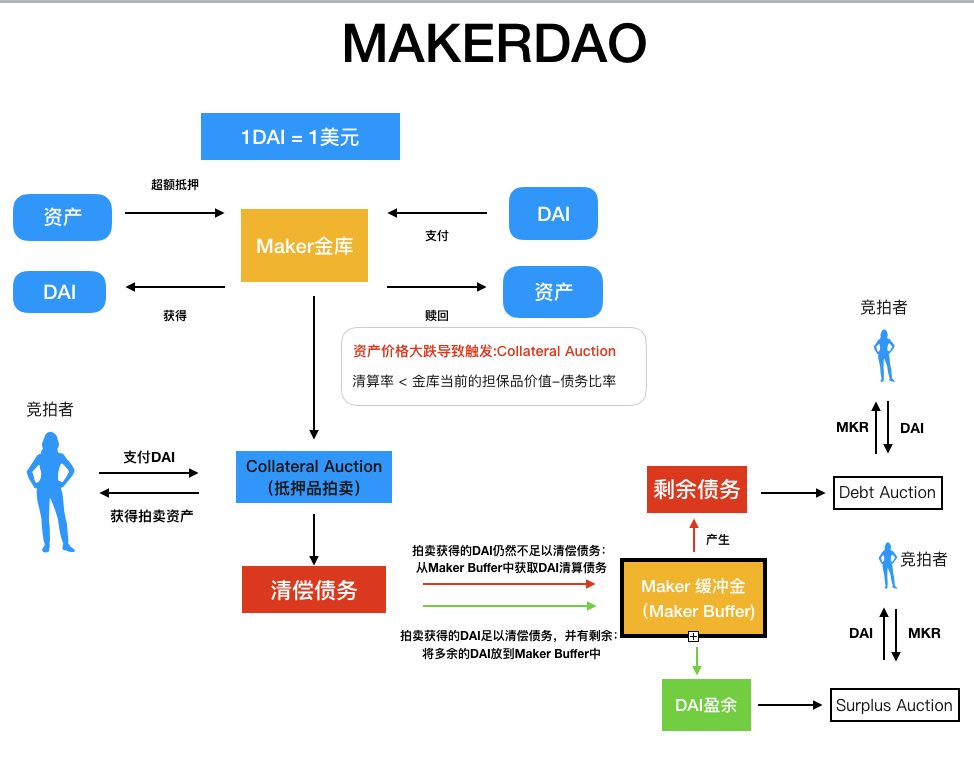 MAKERDAO
1DAI = 1美元
超额抵押
资产
DAI
Maker金库
支付
DAI
资产
获得
赎回
资产价格大跌导致触发:Collateral Auction
清算率 < 金库当前的担保品价值-债务比率
竞拍者
MKR
DAI
竞拍者
支付DAI
获得拍卖资产
Collateral Auction
（抵押品拍卖）
剩余债务
Debt Auction
产生
拍卖获得的DAI仍然不足以清偿债务：
从Maker Buffer中获取DAI清算债务
清偿债务
Maker 缓冲金
（Maker Buffer)
竞拍者
拍卖获得的DAI足以清偿债务，并有剩余：
将多余的DAI放到Maker Buffer中
DAI
MKR
DAI盈余
Surplus Auction